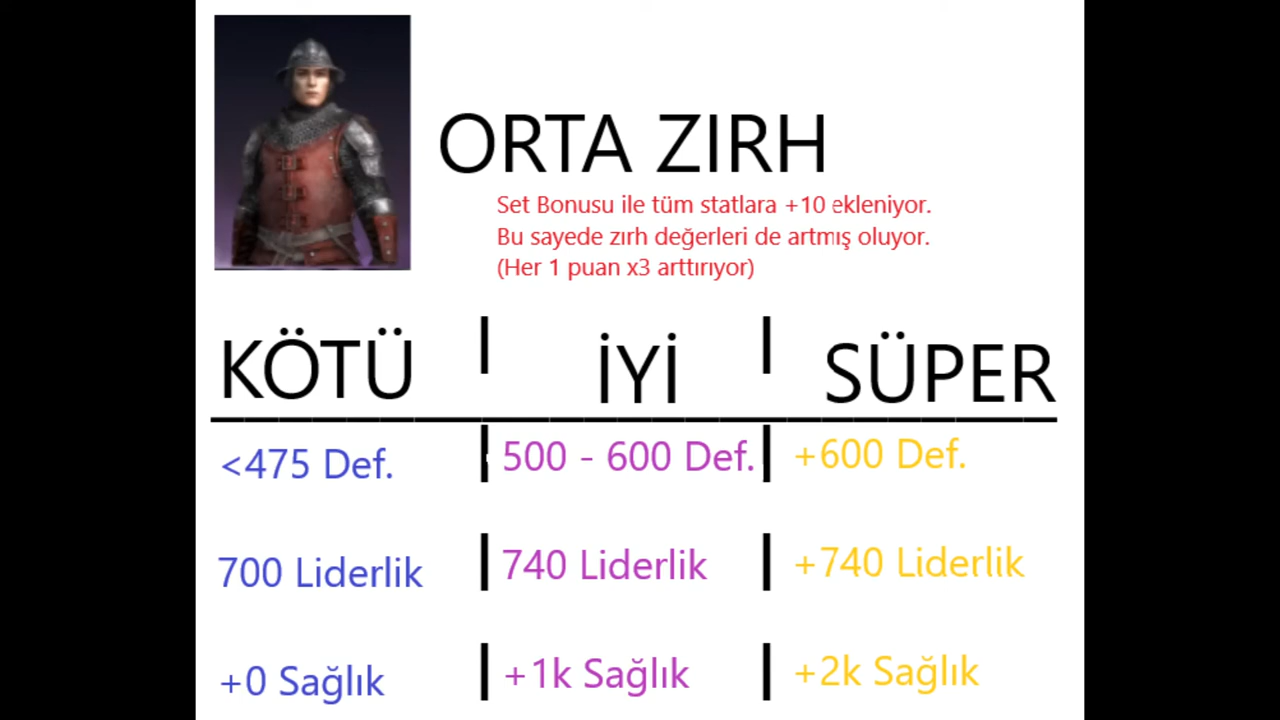 ORTA ZIRH
Set Bonusu ile tüm statlara +10 ekleniyor.
Bu sayede zırh değerleri de artmış oluyor.
(Her 1 puan x3 arttırıyor)
KÖTÜ | İYİ | SÜPER
<475 Def. | 500 - 600 Def. | +600 Def.
700 Liderlik | 740 Liderlik | +740 Liderlik
+0 Sağlık | +1k Sağlık | +2k Sağlık